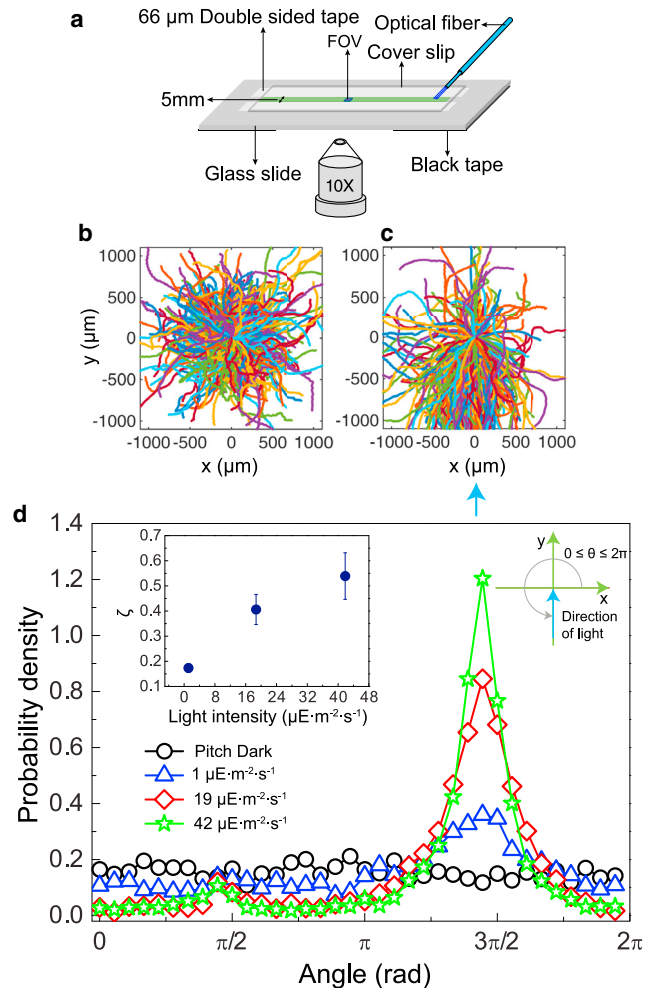 a
66 μm Double sided tape
Optical fiber
FOV
Cover slip
5mm
Glass slide
10X
Black tape
b
c
1000
500
0
-500
-1000
y (μm)
-1000 -500 0 500 1000
x (μm)
1000
500
0
-500
-1000
-1000 -500 0 500 1000
x (μm)
d
1.4
1.2
1.0
0.8
0.6
0.4
0.2
0.0
Probability density
0.7
0.6
0.5
0.4
0.3
0.2
0.1
ζ
0 12 24 36 48
Light intensity (μE·m⁻²·s⁻¹)
y
0 ≤ θ ≤ 2π
x
Direction
of light
Pitch Dark
1 μE·m⁻²·s⁻¹
19 μE·m⁻²·s⁻¹
42 μE·m⁻²·s⁻¹
0 π/2 π 3π/2 2π
Angle (rad)